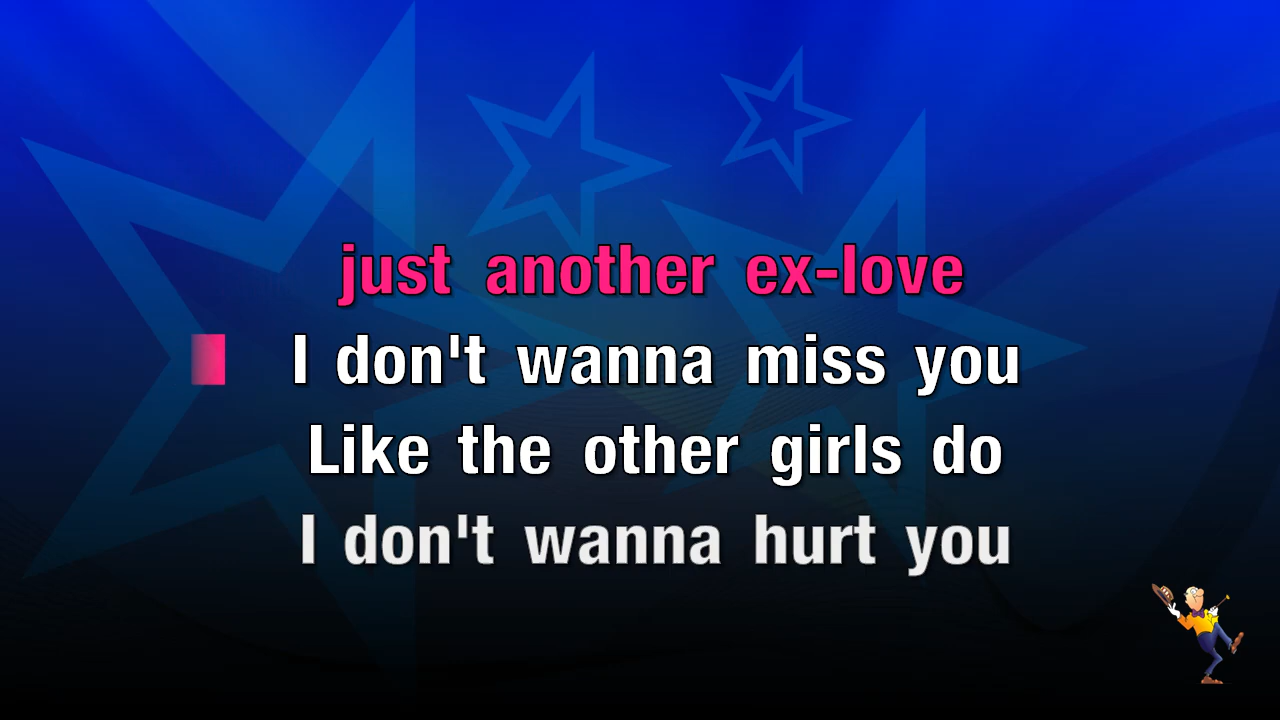 just another ex-love
I don't wanna miss you
Like the other girls do
I don't wanna hurt you